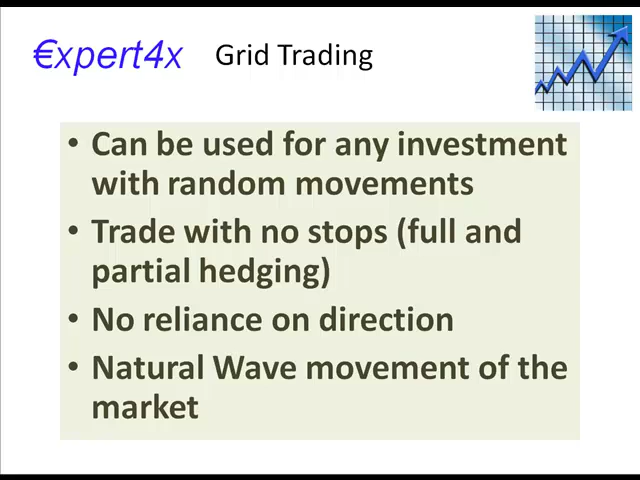 €xpert4x Grid Trading
• Can be used for any investment
with random movements
• Trade with no stops (full and
partial hedging)
• No reliance on direction
• Natural Wave movement of the
market